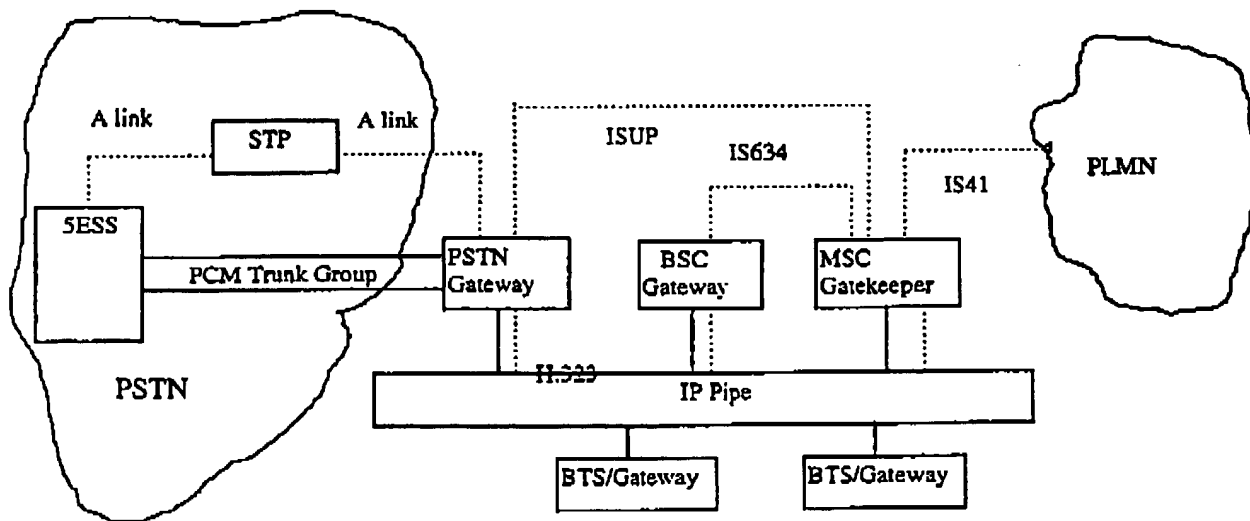 A link
STP
A link
ISUP
IS634
IS41
PLMN
5ESS
PCM Trunk Group
PSTN
Gateway
BSC
Gateway
MSC
Gatekeeper
PSTN
H.323
IP Pipe
BTS/Gateway
BTS/Gateway